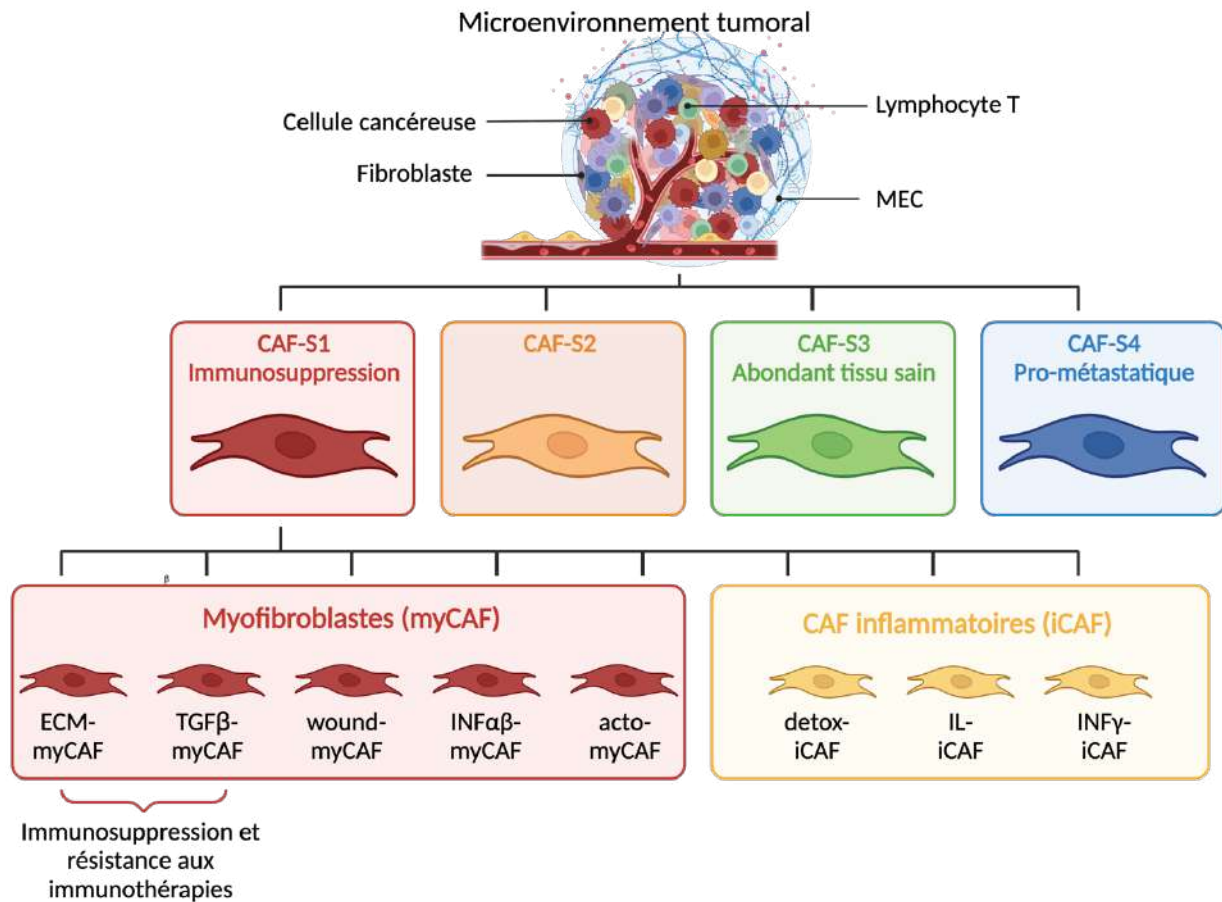 Microenvironnement tumoral
Cellule cancéreuse
Lymphocyte T
Fibroblaste
MEC
CAF-S1
Immunosuppression
CAF-S2
CAF-S3
Abondant tissu sain
CAF-S4
Pro-métastatique
β
Myofibroblastes (myCAF)
ECM-
myCAF
TGFβ-
myCAF
wound-
myCAF
INFαβ-
myCAF
acto-
myCAF
CAF inflammatoires (iCAF)
detox-
iCAF
IL-
iCAF
INFγ-
iCAF
Immunosuppression et
résistance aux
immunothérapies